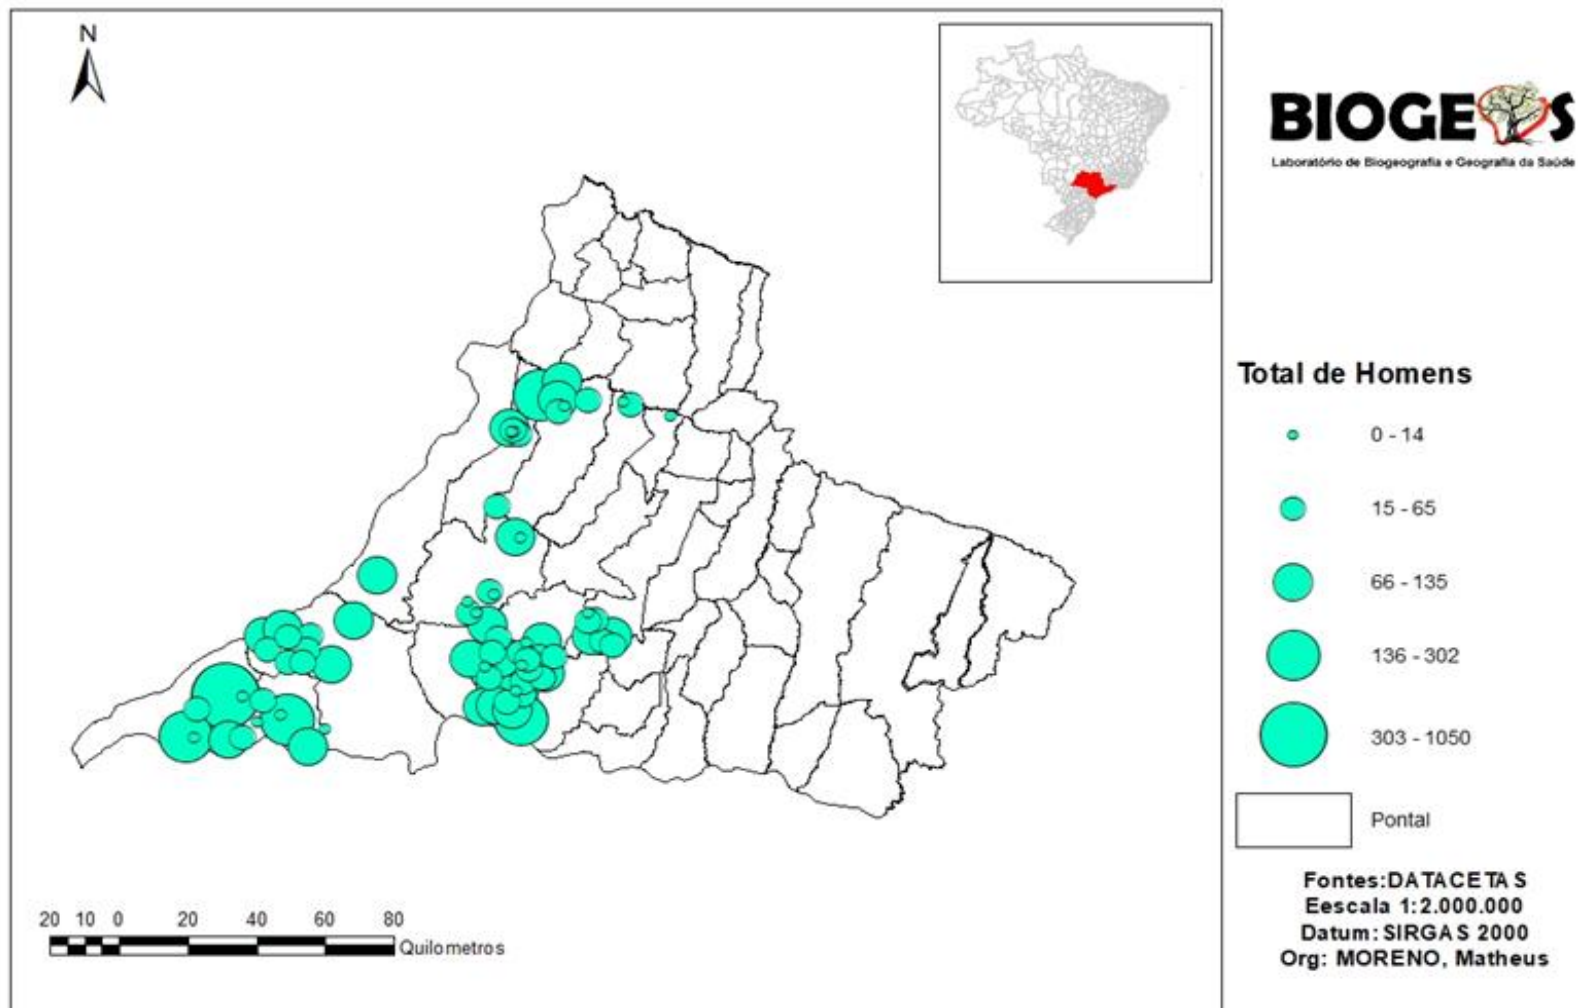 N
BIOGEOS
Laboratório de Biogeografia e Geografia da Saúde
Total de Homens
0 - 14
15 - 65
66 - 135
136 - 302
303 - 1050
Pontal
Fontes:DATACETAS
Eescala 1:2.000.000
Datum: SIRGAS 2000
Org: MORENO, Matheus
20 10 0 20 40 60 80
Quilometros